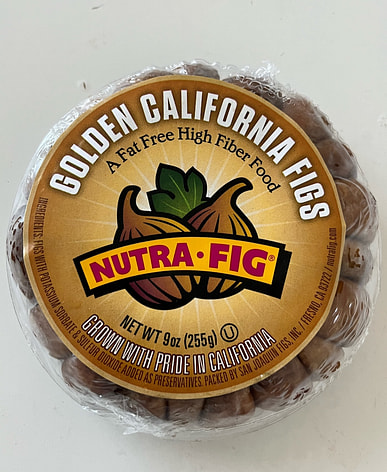 GOLDEN CALIFORNIA FIGS
A Fat Free High Fiber Food
NUTRA·FIG®
NET WT 9oz (255g) U
GROWN WITH PRIDE IN CALIFORNIA
INGREDIENTS: FIGS WITH POTASSIUM SORBATE & SULFUR DIOXIDE ADDED AS PRESERVATIVES. PACKED BY SAN JOAQUIN FIGS, INC. / FRESNO, CA 93722 / nutrafig.com